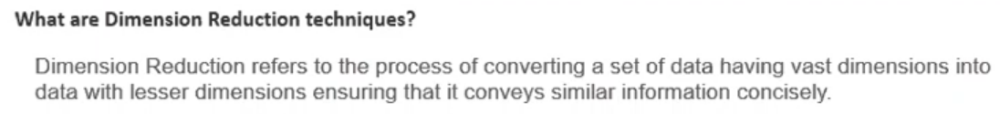 What are Dimension Reduction techniques?
Dimension Reduction refers to the process of converting a set of data having vast dimensions into
data with lesser dimensions ensuring that it conveys similar information concisely.